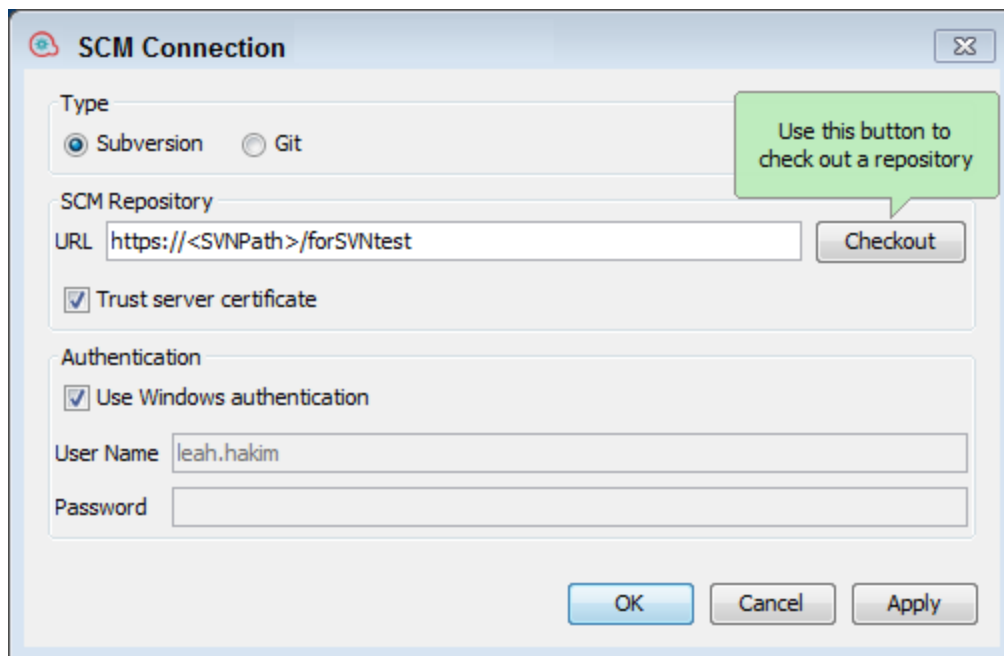 SCM Connection
Type
Subversion
Git
Use this button to
check out a repository
SCM Repository
URL https://<SVNPath>/forSVNtest
Checkout
Trust server certificate
Authentication
Use Windows authentication
User Name leah.hakim
Password
OK Cancel Apply